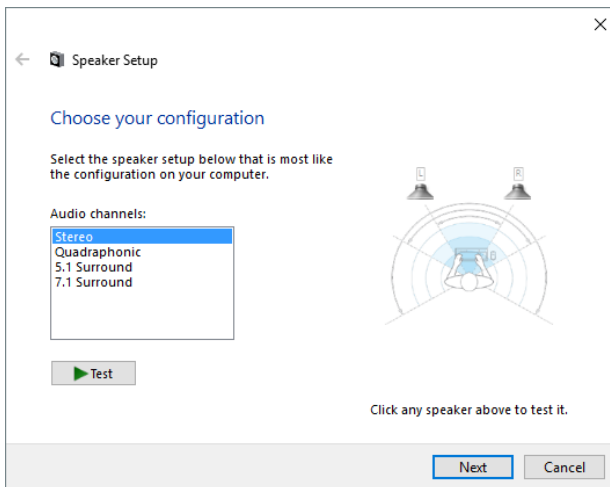 Speaker Setup
Choose your configuration
Select the speaker setup below that is most like
the configuration on your computer.
L
R
Audio channels:
Stereo
Quadraphonic
5.1 Surround
7.1 Surround
Test
Click any speaker above to test it.
Next
Cancel